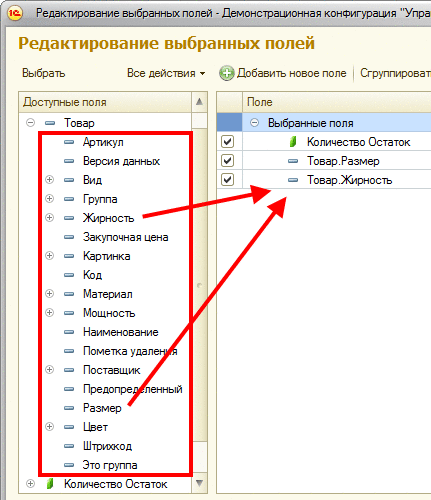 1С Редактирование выбранных полей - Демонстрационная конфигурация "Упра
Редактирование выбранных полей
Выбрать Все действия Добавить новое поле Сгруппироват
Доступные поля
Товар
Артикул
Версия данных
Вид
Группа
Жирность
Закупочная цена
Картинка
Код
Материал
Мощность
Наименование
Пометка удаления
Поставщик
Предопределенный
Размер
Цвет
Штрихкод
Это группа
Количество Остаток
Поле
Выбранные поля
Количество Остаток
Товар.Размер
Товар.Жирность